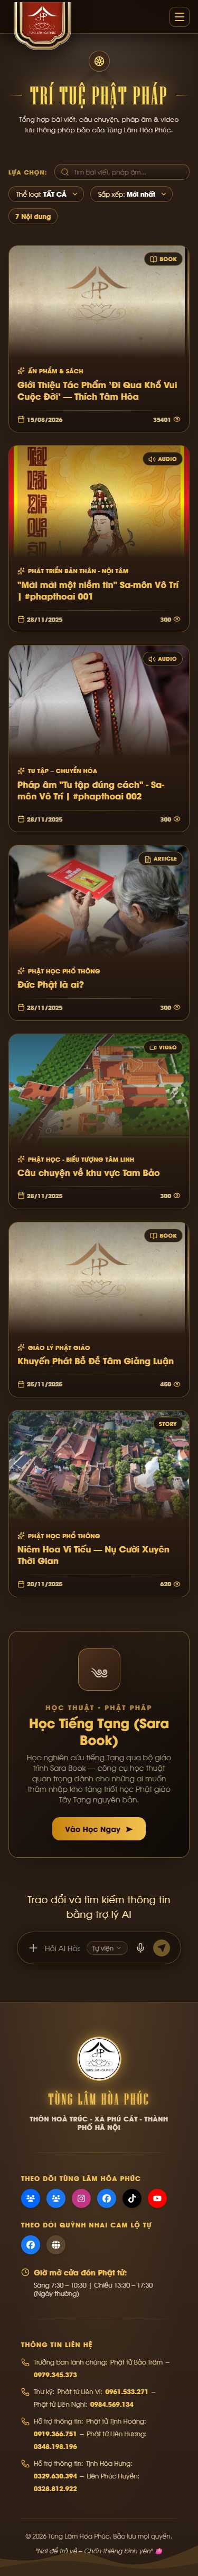 TRÍ TUỆ PHẬT PHÁP
Tổng hợp bài viết, câu chuyện, pháp âm & video
lưu thông pháp bảo của Tùng Lâm Hòa Phúc.
LỰA CHỌN:
Tìm bài viết, pháp âm...
Thể loại: TẤT CẢ
Sắp xếp: Mới nhất
7 Nội dung
BOOK
ẤN PHẨM & SÁCH
Giới Thiệu Tác Phẩm 'Đi Qua Khổ Vui
Cuộc Đời' — Thích Tâm Hòa
15/08/2026
35401
AUDIO
PHÁT TRIỂN BẢN THÂN - NỘI TÂM
"Mãi mãi một niềm tin" Sa-môn Vô Trí
| #phapthoai 001
28/11/2025
300
AUDIO
TU TẬP – CHUYỂN HÓA
Pháp âm "Tu tập đúng cách" - Sa-
môn Vô Trí | #phapthoai 002
28/11/2025
300
ARTICLE
PHẬT HỌC PHỔ THÔNG
Đức Phật là ai?
28/11/2025
300
VIDEO
PHẬT HỌC - BIỂU TƯỢNG TÂM LINH
Câu chuyện về khu vực Tam Bảo
28/11/2025
300
BOOK
GIÁO LÝ PHẬT GIÁO
Khuyến Phát Bồ Đề Tâm Giảng Luận
25/11/2025
450
STORY
PHẬT HỌC PHỔ THÔNG
Niêm Hoa Vi Tiếu — Nụ Cười Xuyên
Thời Gian
20/11/2025
620
HỌC THUẬT • PHẬT PHÁP
Học Tiếng Tạng (Sara
Book)
Học nghiên cứu tiếng Tạng qua bộ giáo
trình Sara Book — công cụ học thuật
quan trọng dành cho những ai muốn
thâm nhập kho tàng triết học Phật giáo
Tây Tạng nguyên bản.
Vào Học Ngay
Trao đổi và tìm kiếm thông tin
bằng trợ lý AI
Hỏi AI Hòa
Tự viện
TÙNG LÂM HÒA PHÚC
THÔN HOÀ TRÚC - XÃ PHÚ CÁT - THÀNH
PHỐ HÀ NỘI
THEO DÕI TÙNG LÂM HÒA PHÚC
THEO DÕI QUỲNH NHAI CAM LỘ TỰ
Giờ mở cửa đón Phật tử:
Sáng 7:30 – 10:30 | Chiều 13:30 – 17:30
(Ngày thường)
THÔNG TIN LIÊN HỆ
Trưởng ban lãnh chúng: Phật tử Bảo Trâm –
0979.345.373
Thư ký: Phật tử Liên Vi: 0961.533.271 –
Phật tử Liên Nghi: 0984.569.134
Hỗ trợ thông tin: Phật tử Tịnh Hoàng:
0919.366.751 – Phật tử Liên Hương:
0348.198.196
Hỗ trợ thông tin: Tịnh Hòa Hưng:
0329.630.394 – Liên Phúc Huyền:
0328.812.922
© 2026 Tùng Lâm Hòa Phúc. Bảo lưu mọi quyền.
"Nơi để trở về – Chốn thiêng bình yên" 🪷